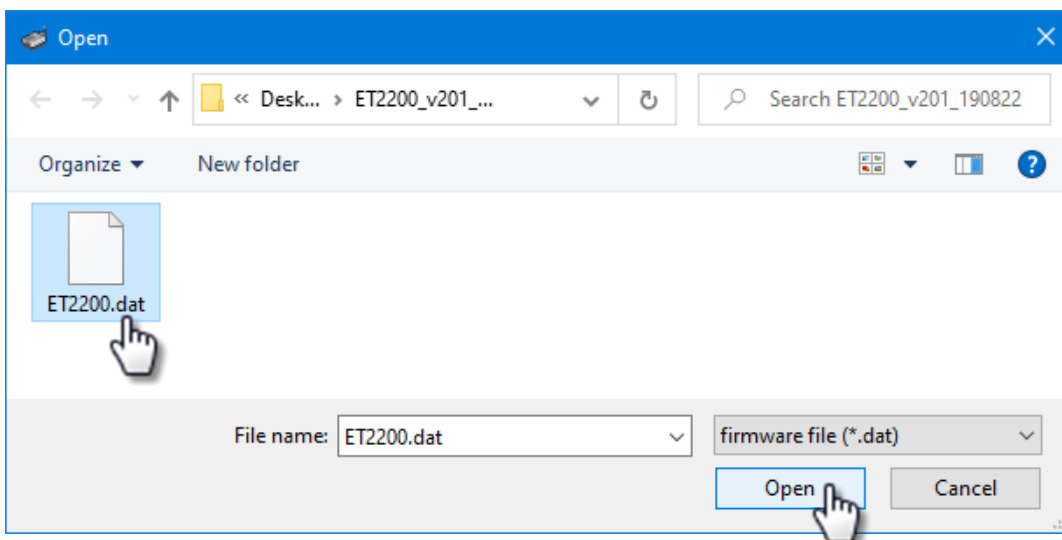 Open
« Desk... › ET2200_v201_...
Search ET2200_v201_190822
Organize
New folder
?
ET2200.dat
File name: ET2200.dat
firmware file (*.dat)
Open
Cancel